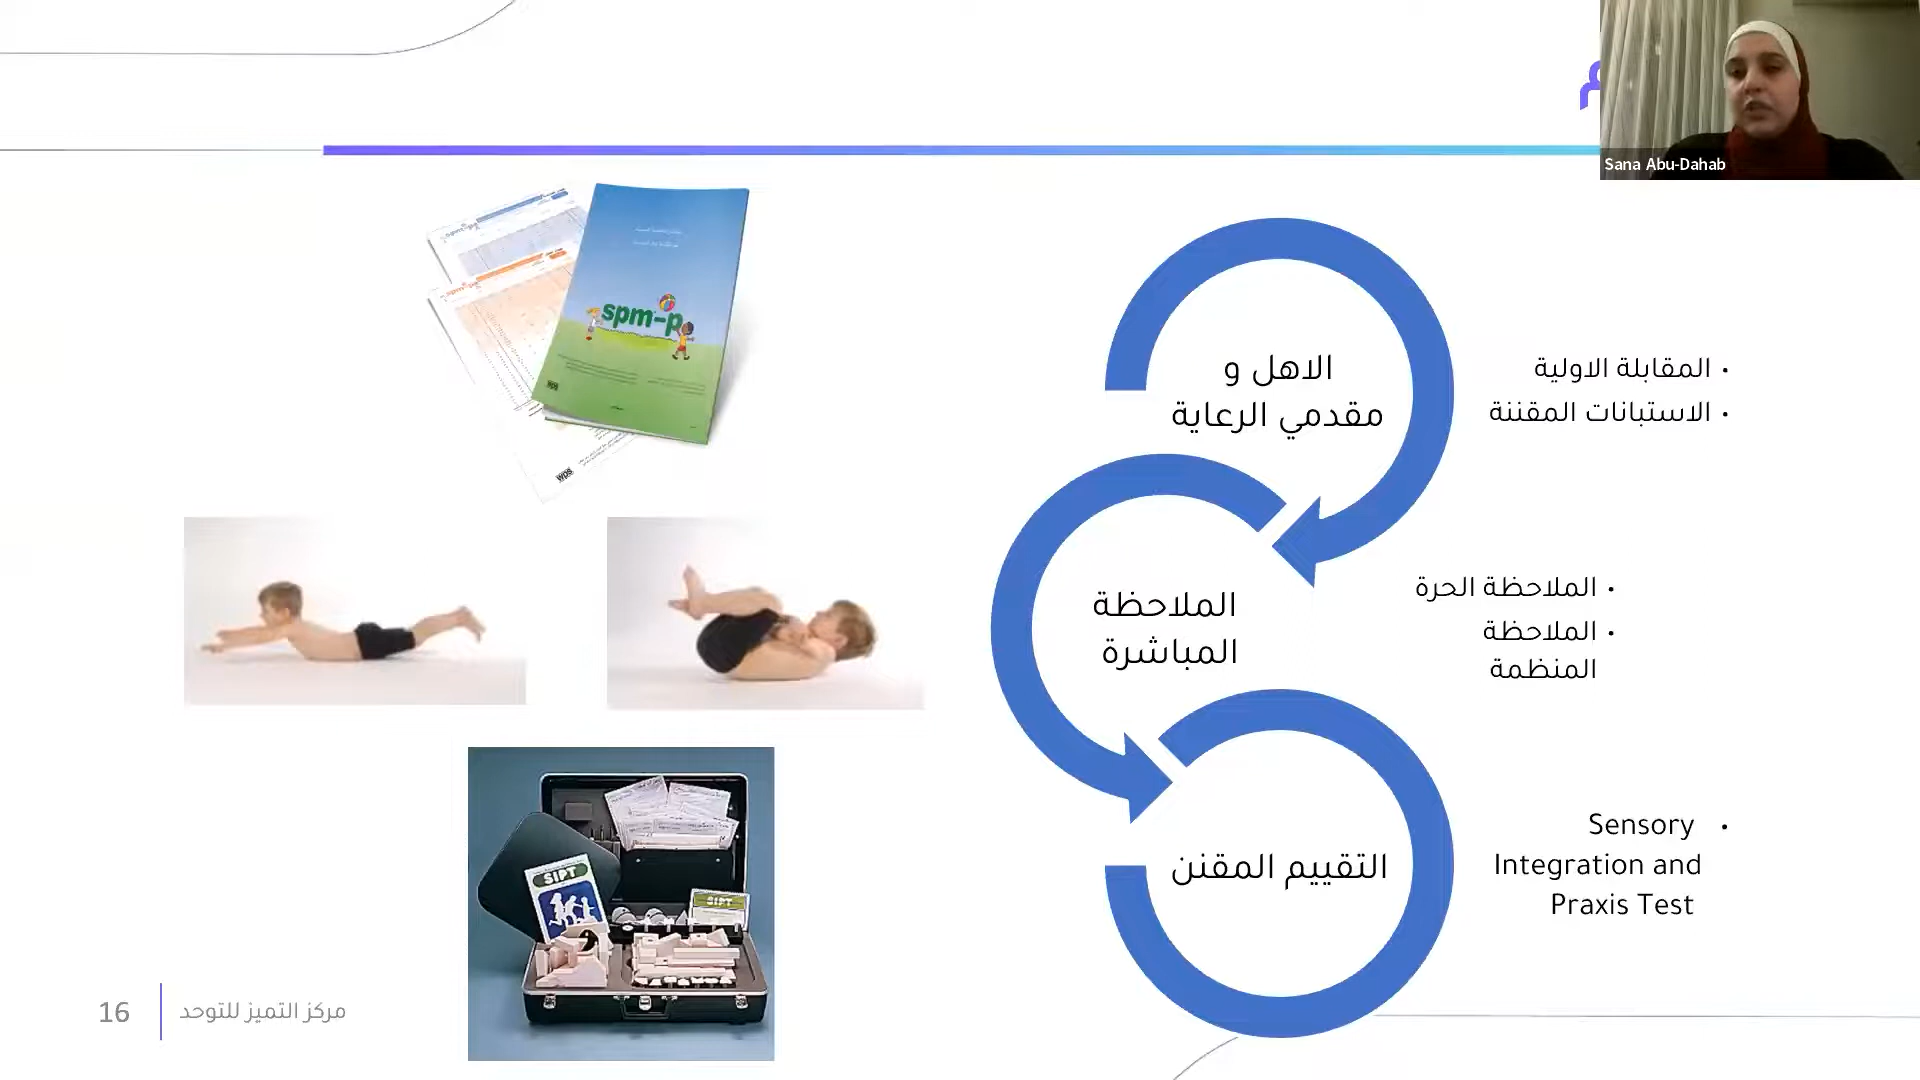 Sana Abu-Dahab
spm-p
wps
الاهل و
مقدمي الرعاية
• المقابلة الاولية
• الاستبانات المقننة
الملاحظة
المباشرة
• الملاحظة الحرة
• الملاحظة
المنظمة
التقييم المقنن
• Sensory
Integration and
Praxis Test
SIPT
SIPT
16
مركز التميز للتوحد